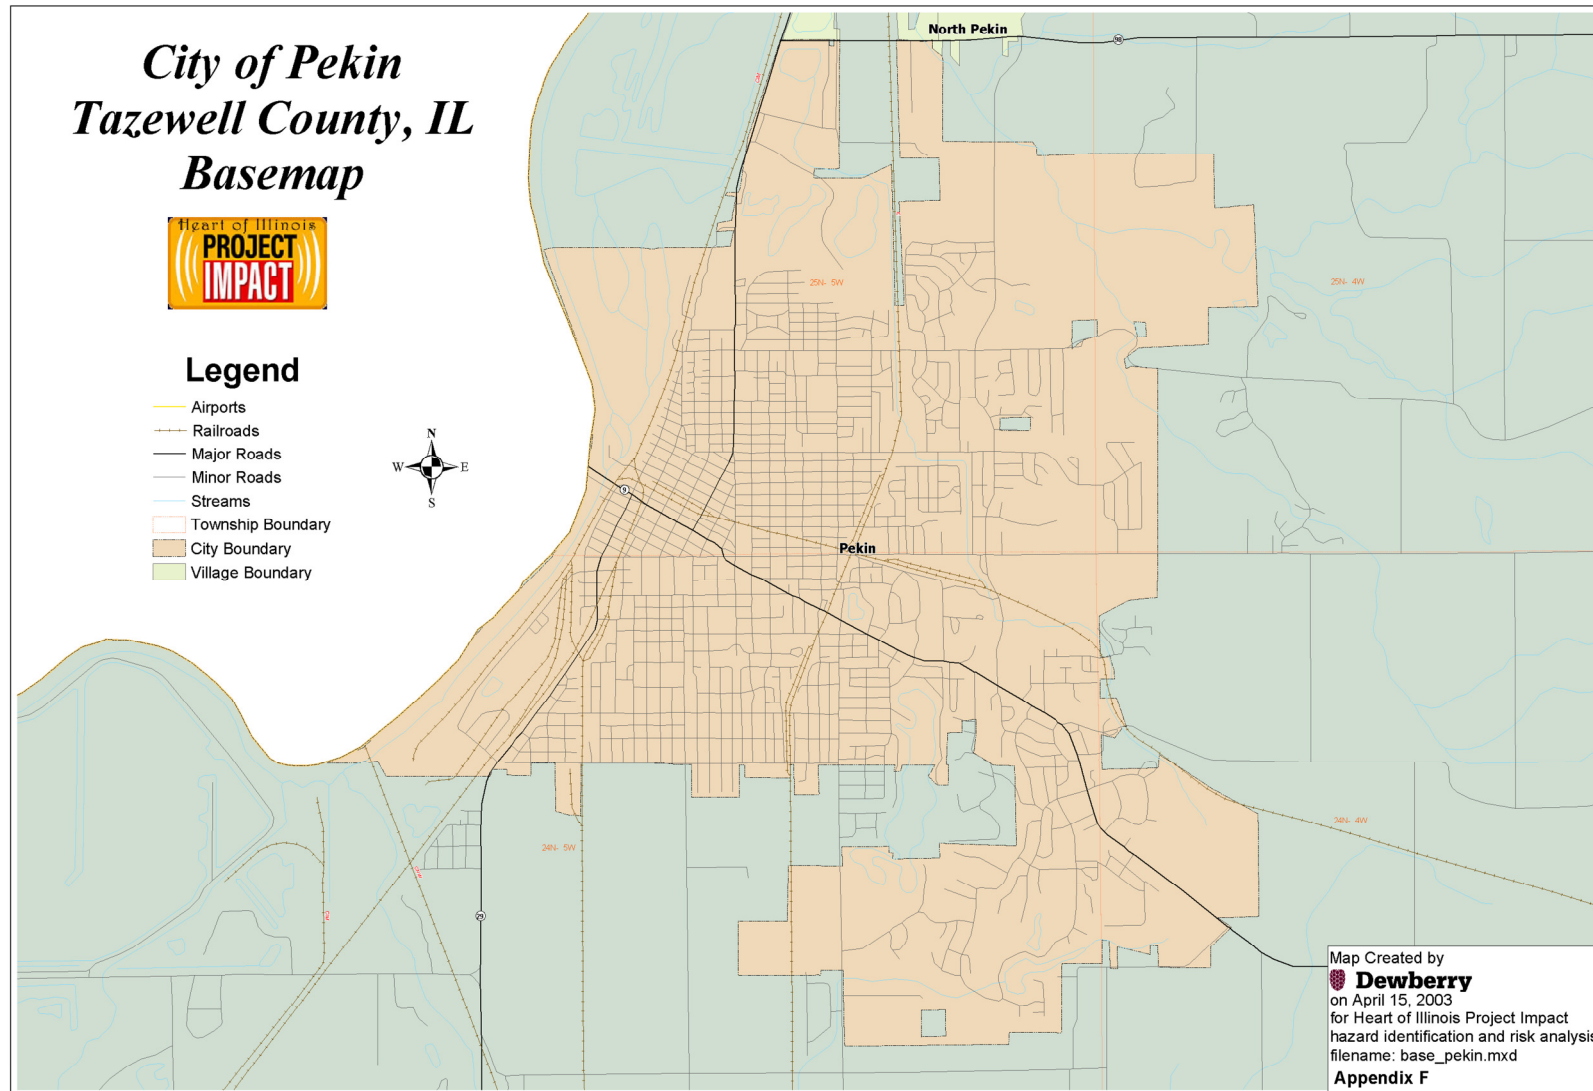 City of Pekin
Tazewell County, IL
Basemap
Heart of Illinois
PROJECT
IMPACT
Legend
Airports
Railroads
Major Roads
Minor Roads
Streams
Township Boundary
City Boundary
Village Boundary
N
W
E
S
North Pekin
98
25N- 5W
25N- 4W
9
Pekin
24N- 5W
24N- 4W
29
Map Created by
Dewberry
on April 15, 2003
for Heart of Illinois Project Impact
hazard identification and risk analysis
filename: base_pekin.mxd
Appendix F